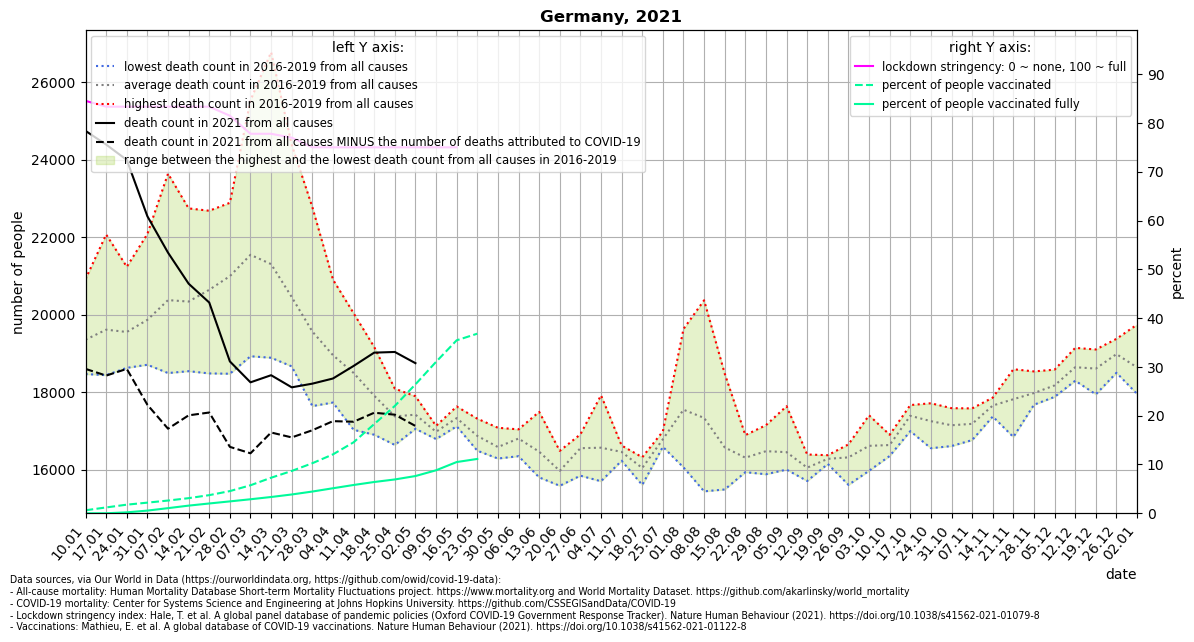 Germany, 2021
left Y axis:
lowest death count in 2016-2019 from all causes
average death count in 2016-2019 from all causes
highest death count in 2016-2019 from all causes
death count in 2021 from all causes
death count in 2021 from all causes MINUS the number of deaths attributed to COVID-19
range between the highest and the lowest death count from all causes in 2016-2019
right Y axis:
lockdown stringency: 0 ~ none, 100 ~ full
percent of people vaccinated
percent of people vaccinated fully
number of people
26000
24000
22000
20000
18000
16000
percent
90
80
70
60
50
40
30
20
10
0
10.01 17.01 24.01 31.01 07.02 14.02 21.02 28.02 07.03 14.03 21.03 28.03 04.04 11.04 18.04 25.04 02.05 09.05 16.05 23.05 30.05 06.06 13.06 20.06 27.06 04.07 11.07 18.07 25.07 01.08 08.08 15.08 22.08 29.08 05.09 12.09 19.09 26.09 03.10 10.10 17.10 24.10 31.10 07.11 14.11 21.11 28.11 05.12 12.12 19.12 26.12 02.01
date
Data sources, via Our World in Data (https://ourworldindata.org, https://github.com/owid/covid-19-data):
- All-cause mortality: Human Mortality Database Short-term Mortality Fluctuations project. https://www.mortality.org and World Mortality Dataset. https://github.com/akarlinsky/world_mortality
- COVID-19 mortality: Center for Systems Science and Engineering at Johns Hopkins University. https://github.com/CSSEGISandData/COVID-19
- Lockdown stringency index: Hale, T. et al. A global panel database of pandemic policies (Oxford COVID-19 Government Response Tracker). Nature Human Behaviour (2021). https://doi.org/10.1038/s41562-021-01079-8
- Vaccinations: Mathieu, E. et al. A global database of COVID-19 vaccinations. Nature Human Behaviour (2021). https://doi.org/10.1038/s41562-021-01122-8